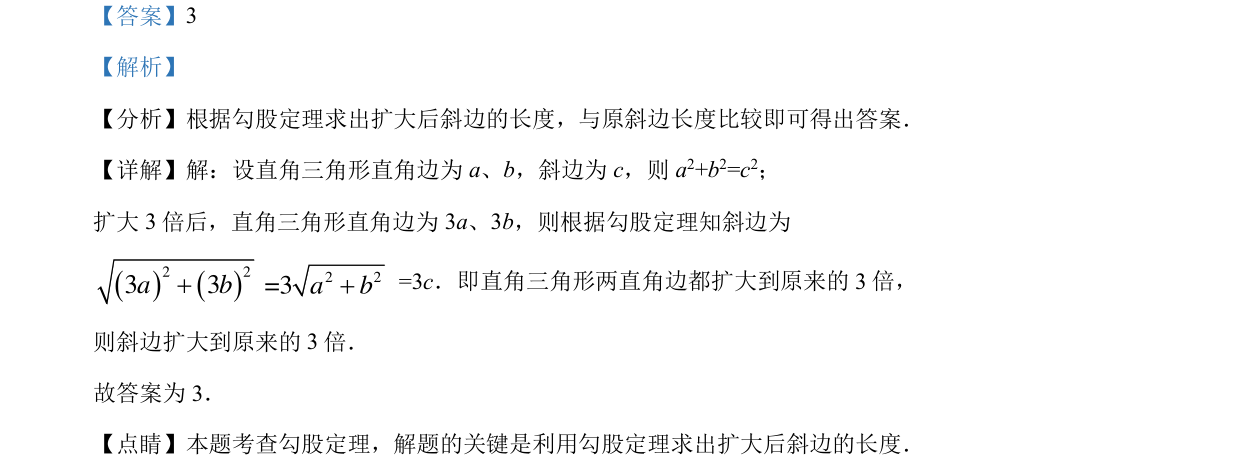 【答案】3
【解析】
【分析】根据勾股定理求出扩大后斜边的长度，与原斜边长度比较即可得出答案．
【详解】解：设直角三角形直角边为 a、b，斜边为 c，则 a²+b²=c²；
扩大 3 倍后，直角三角形直角边为 3a、3b，则根据勾股定理知斜边为
√((3a)²+(3b)²) =3√(a²+b²) =3c．即直角三角形两直角边都扩大到原来的 3 倍，
则斜边扩大到原来的 3 倍．
故答案为 3．
【点睛】本题考查勾股定理，解题的关键是利用勾股定理求出扩大后斜边的长度．